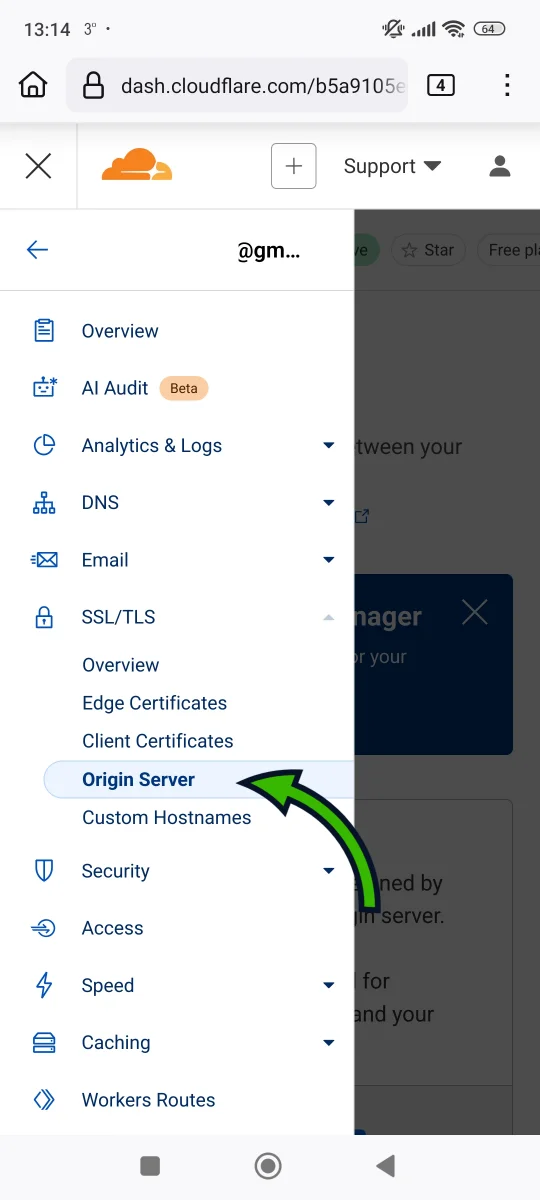 13:14 3°
64
dash.cloudflare.com/b5a9105e
4
Support
@gm...
ve Star Free pla
Overview
AI Audit Beta
Analytics & Logs
tween your
DNS
Email
SSL/TLS
nager
or your
Overview
Edge Certificates
Client Certificates
Origin Server
Custom Hostnames
Security
ned by
gin server.
Access
Speed
d for
and your
Caching
Workers Routes